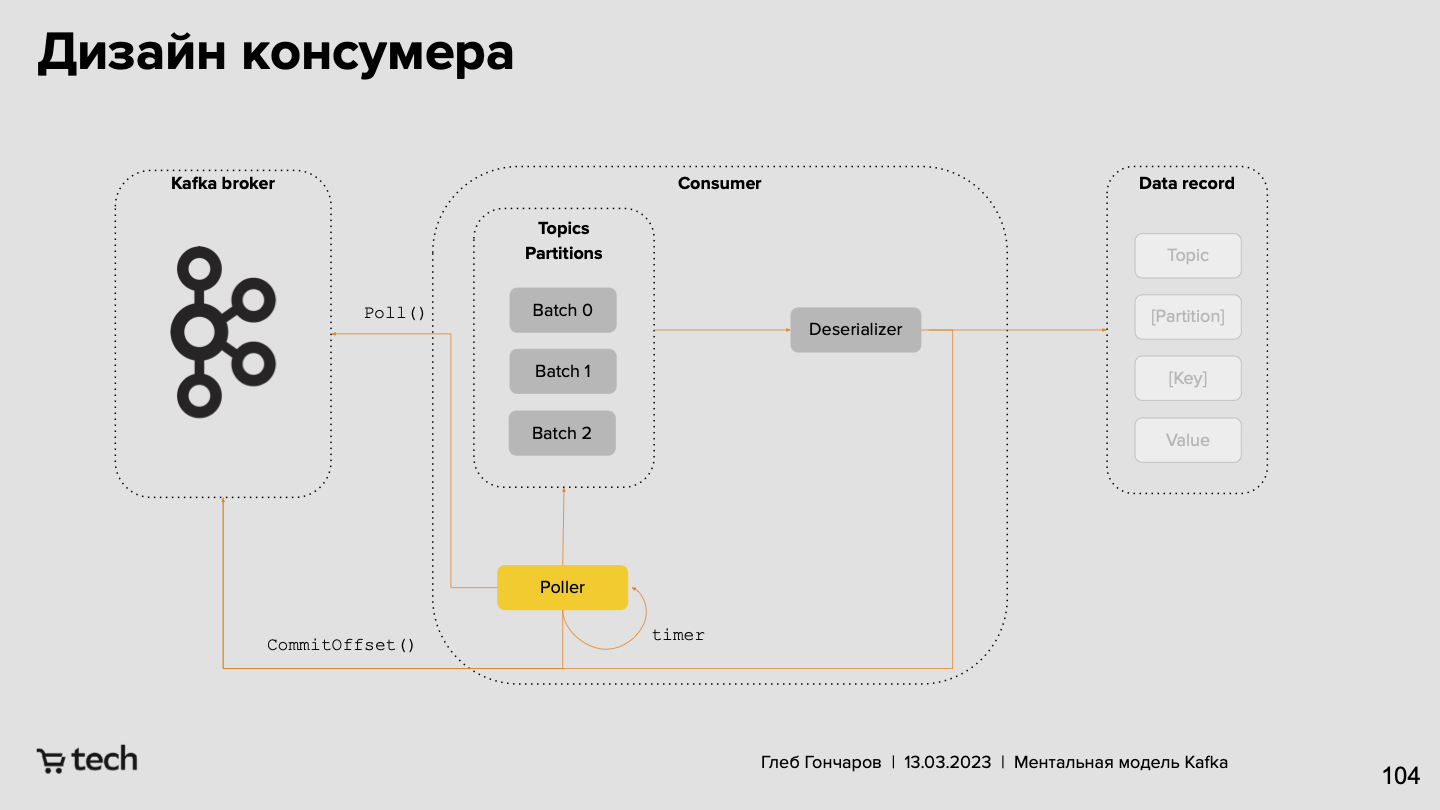 Дизайн консумера
Kafka broker
Consumer
Data record
Topics
Partitions
Batch 0
Batch 1
Batch 2
Poll()
Deserializer
Topic
[Partition]
[Key]
Value
Poller
timer
CommitOffset()
tech
Глеб Гончаров | 13.03.2023 | Ментальная модель Kafka
104